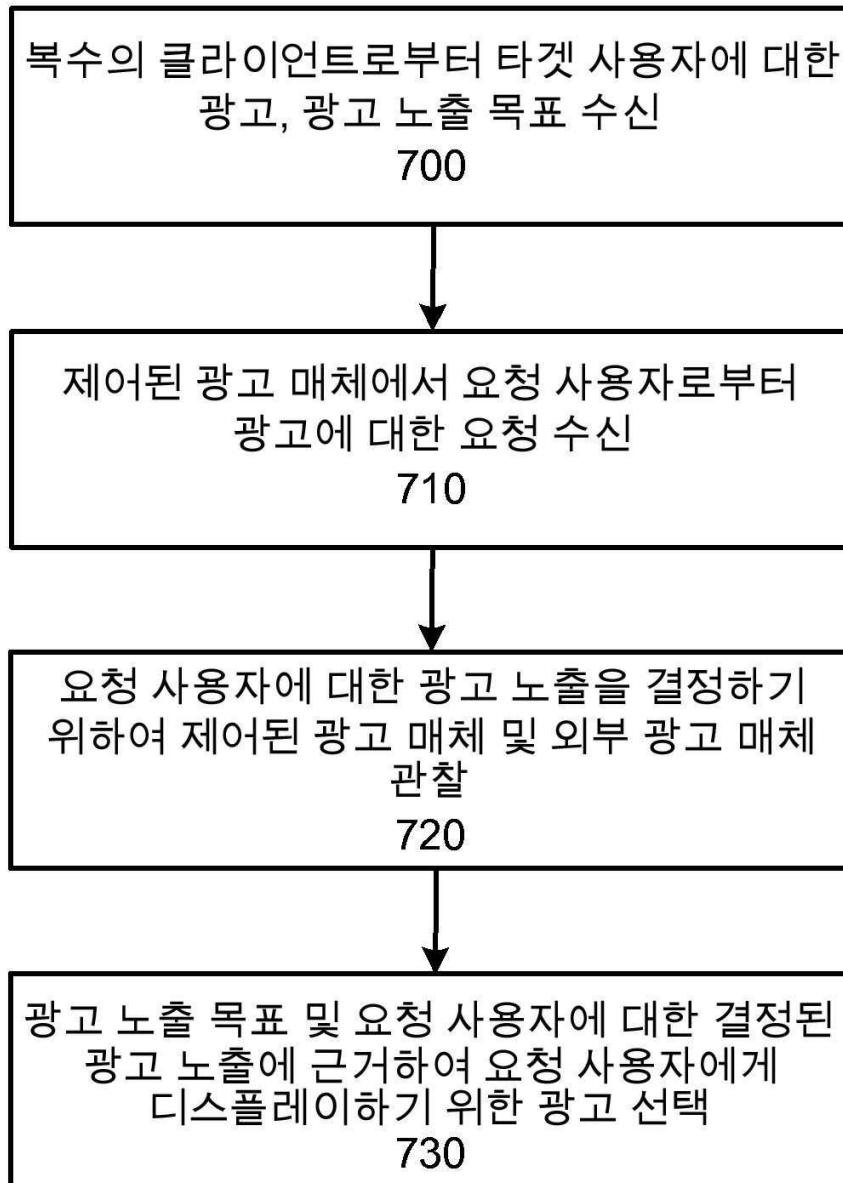 복수의 클라이언트로부터 타겟 사용자에 대한
광고, 광고 노출 목표 수신
700
제어된 광고 매체에서 요청 사용자로부터
광고에 대한 요청 수신
710
요청 사용자에 대한 광고 노출을 결정하기
위하여 제어된 광고 매체 및 외부 광고 매체
관찰
720
광고 노출 목표 및 요청 사용자에 대한 결정된
광고 노출에 근거하여 요청 사용자에게
디스플레이하기 위한 광고 선택
730